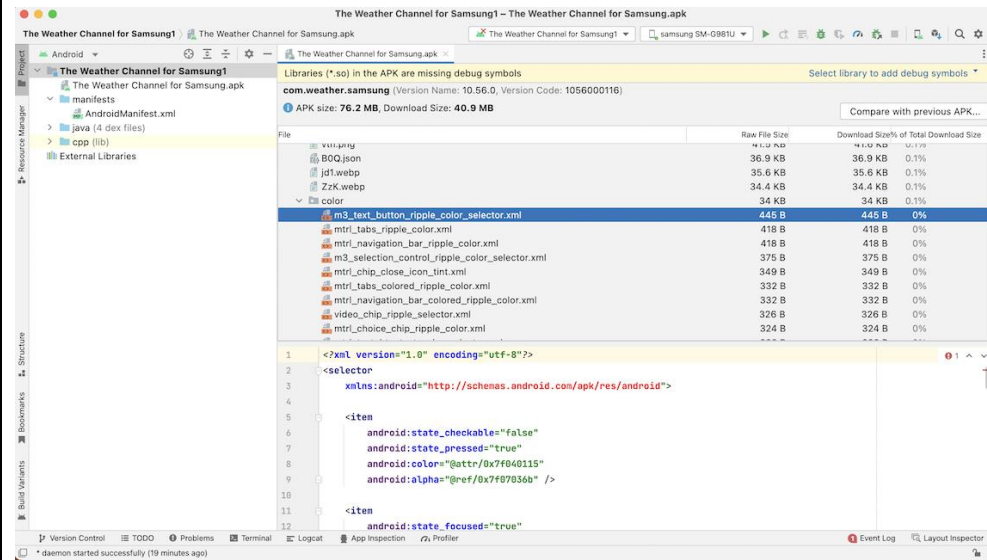 The Weather Channel for Samsung1 – The Weather Channel for Samsung.apk
The Weather Channel for Samsung1 The Weather Channel for Samsung.apk The Weather Channel for Samsung1 samsung SM-G981U
Android The Weather Channel for Samsung.apk
Project
Resource Manager
Structure
Bookmarks
Build Variants
The Weather Channel for Samsung1
The Weather Channel for Samsung.apk
manifests
AndroidManifest.xml
java (4 dex files)
cpp (lib)
External Libraries
Libraries (*.so) in the APK are missing debug symbols Select library to add debug symbols
com.weather.samsung (Version Name: 10.56.0, Version Code: 1056000116)
APK size: 76.2 MB, Download Size: 40.9 MB Compare with previous APK...
File Raw File Size Download Size % of Total Download Size
41.5 KB 41.6 KB 0.1%
B0Q.json 36.9 KB 36.9 KB 0.1%
jd1.webp 35.6 KB 35.6 KB 0.1%
ZzK.webp 34.4 KB 34.4 KB 0.1%
color 34 KB 34 KB 0.1%
m3_text_button_ripple_color_selector.xml 445 B 445 B 0%
mtrl_tabs_ripple_color.xml 418 B 418 B 0%
mtrl_navigation_bar_ripple_color.xml 418 B 418 B 0%
m3_selection_control_ripple_color_selector.xml 375 B 375 B 0%
mtrl_chip_close_icon_tint.xml 349 B 349 B 0%
mtrl_tabs_colored_ripple_color.xml 332 B 332 B 0%
mtrl_navigation_bar_colored_ripple_color.xml 332 B 332 B 0%
video_chip_ripple_selector.xml 326 B 326 B 0%
mtrl_choice_chip_ripple_color.xml 324 B 324 B 0%
1 <?xml version="1.0" encoding="utf-8"?> 1
2 <selector
3 xmlns:android="http://schemas.android.com/apk/res/android">
4
5 <item
6 android:state_checkable="false"
7 android:state_pressed="true"
8 android:color="@attr/0x7f040115"
9 android:alpha="@ref/0x7f07036b" />
10
11 <item
12 android:state_focused="true"
Version Control TODO Problems Terminal Logcat App Inspection Profiler 1 Event Log Layout Inspector
* daemon started successfully (19 minutes ago)